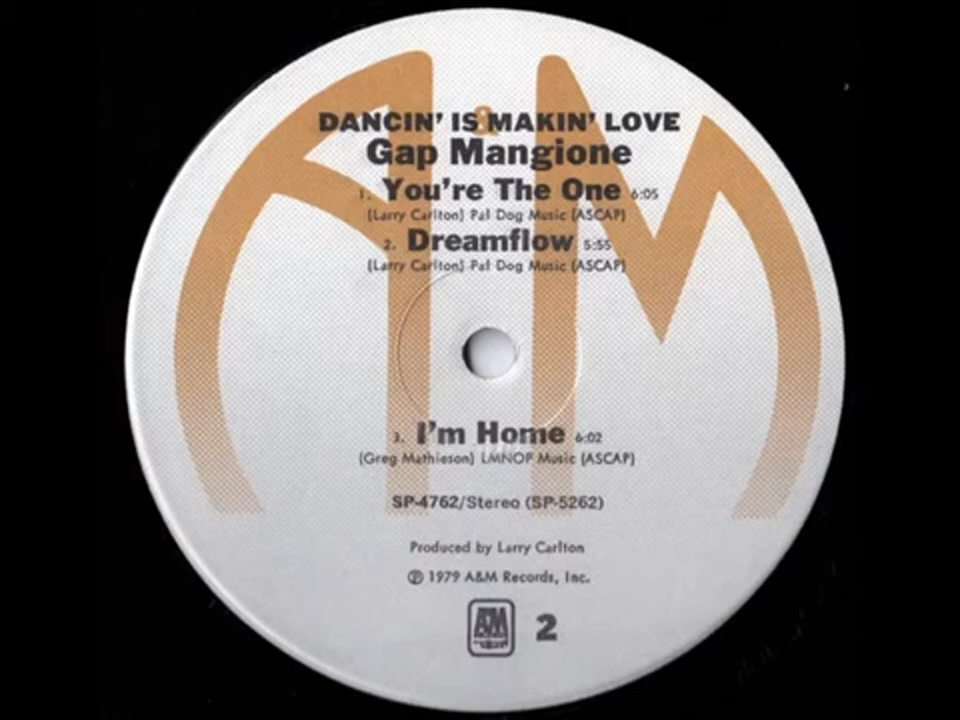 DANCIN' IS MAKIN' LOVE
Gap Mangione
1. You're The One 6:05
(Larry Carlton) Pal Dog Music (ASCAP)
2. Dreamflow 5:55
(Larry Carlton) Pal Dog Music (ASCAP)
3. I'm Home 6:02
(Greg Mathieson) LMNOP Music (ASCAP)
SP-4762/Stereo (SP-5262)
Produced by Larry Carlton
℗ 1979 A&M Records, Inc.
A&M 2